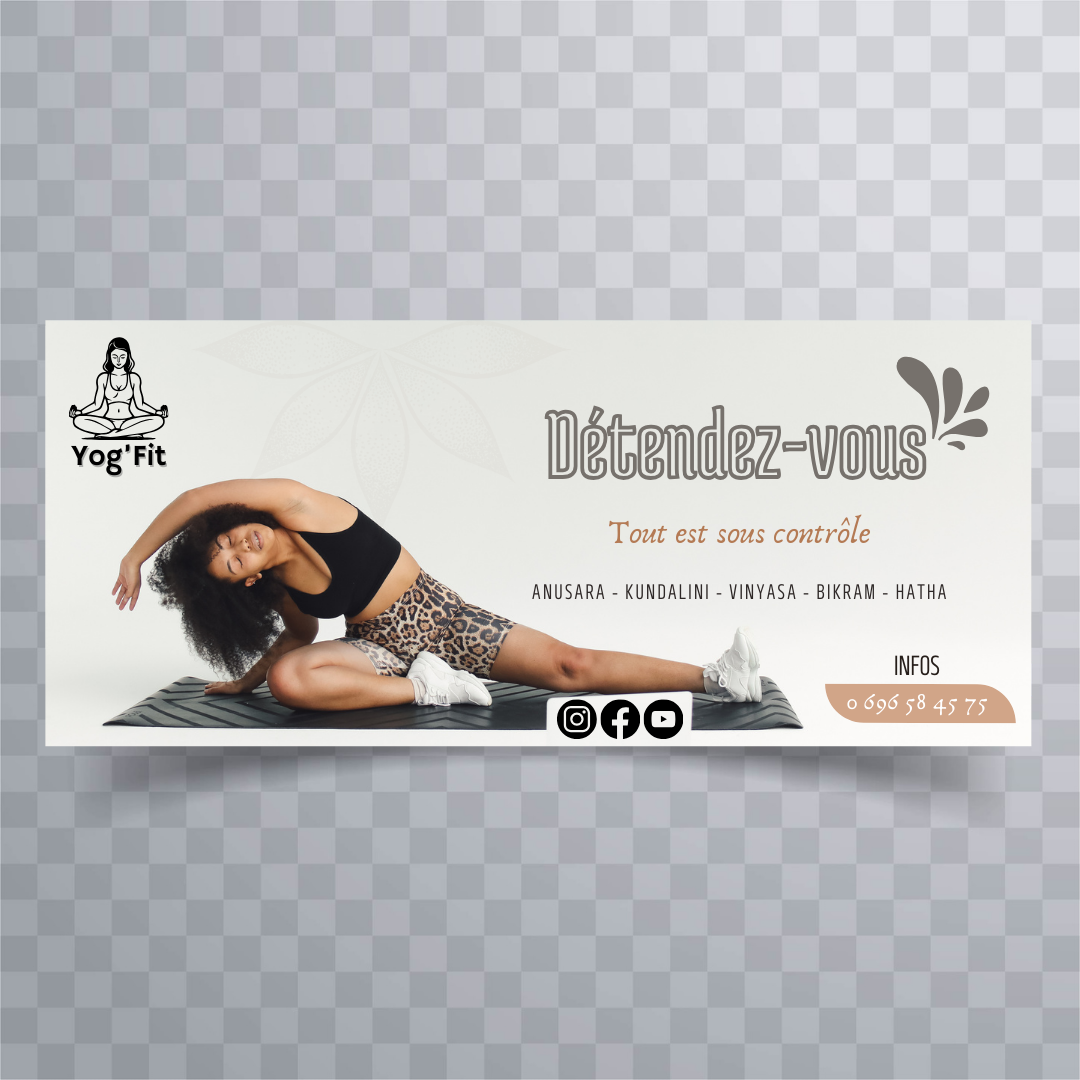 Yog'Fit
Détendez-vous
Tout est sous contrôle
ANUSARA - KUNDALINI - VINYASA - BIKRAM - HATHA
INFOS
0 696 58 45 75